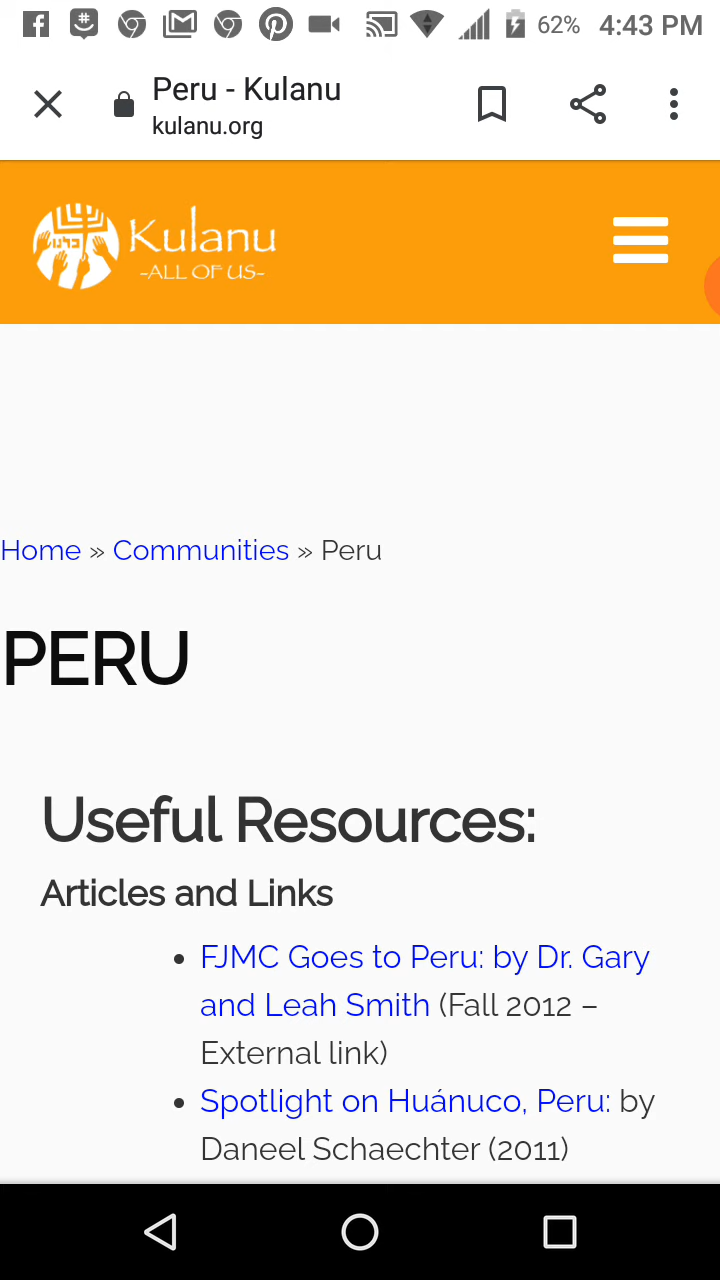 62% 4:43 PM
Peru - Kulanu
kulanu.org
כלנו
Kulanu
-ALL OF US-
Home » Communities » Peru
PERU
Useful Resources:
Articles and Links
• FJMC Goes to Peru: by Dr. Gary
and Leah Smith (Fall 2012 –
External link)
• Spotlight on Huánuco, Peru: by
Daneel Schaechter (2011)